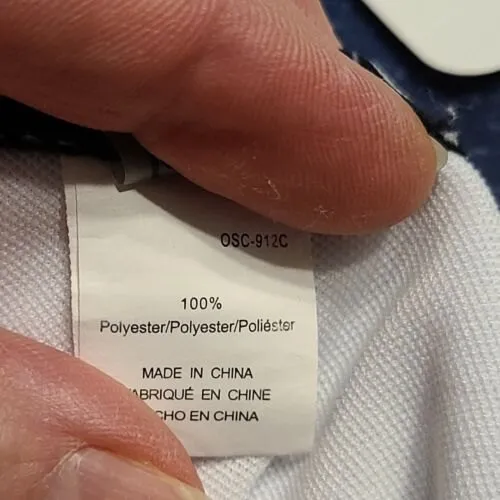 OSC-912C
100%
Polyester/Polyester/Poliéster
MADE IN CHINA
ABRIQUÉ EN CHINE
CHO EN CHINA